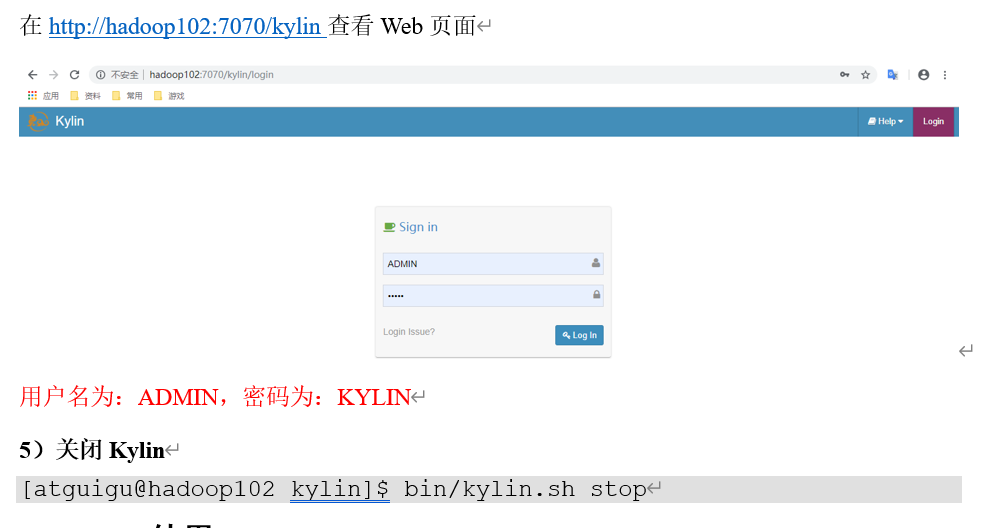 在 http://hadoop102:7070/kylin 查看 Web 页面
不安全 | hadoop102:7070/kylin/login
应用 资料 常用 游戏
Kylin Help Login
Sign in
ADMIN
•••••
Login Issue? Log In
用户名为：ADMIN，密码为：KYLIN
5）关闭 Kylin
[atguigu@hadoop102 kylin]$ bin/kylin.sh stop